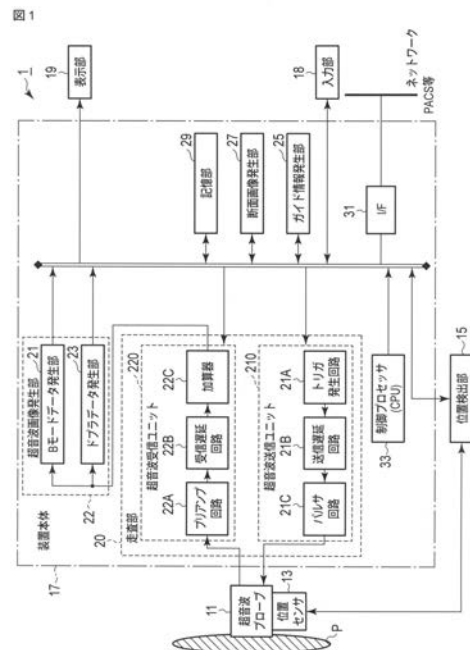 図1
1
表示部
19
入力部
18
ネットワーク
PACS等
記憶部
29
断面画像発生部
27
ガイド情報発生部
25
I/F
31
超音波画像発生部
21
Bモードデータ発生部
23
ドプラデータ発生部
22
装置本体
17
220
超音波受信ユニット
22A
プリアンプ
回路
22B
受信遅延
回路
22C
加算器
走査部
20
210
超音波送信ユニット
21A
トリガ
発生回路
21B
送信遅延
回路
21C
パルサ
回路
制御プロセッサ
(CPU)
33
15
位置検出部
11
超音波
プローブ
13
位置
センサ
P